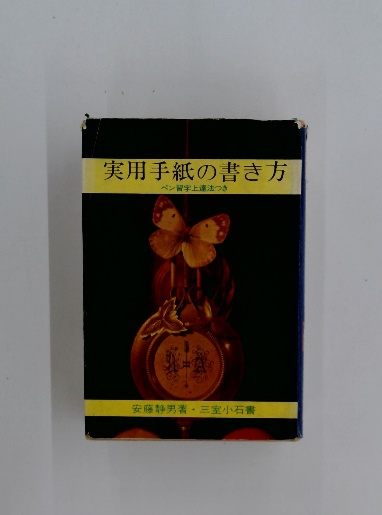 実用手紙の書き方
ペン習字上達法つき
安藤静男著・三室小石書